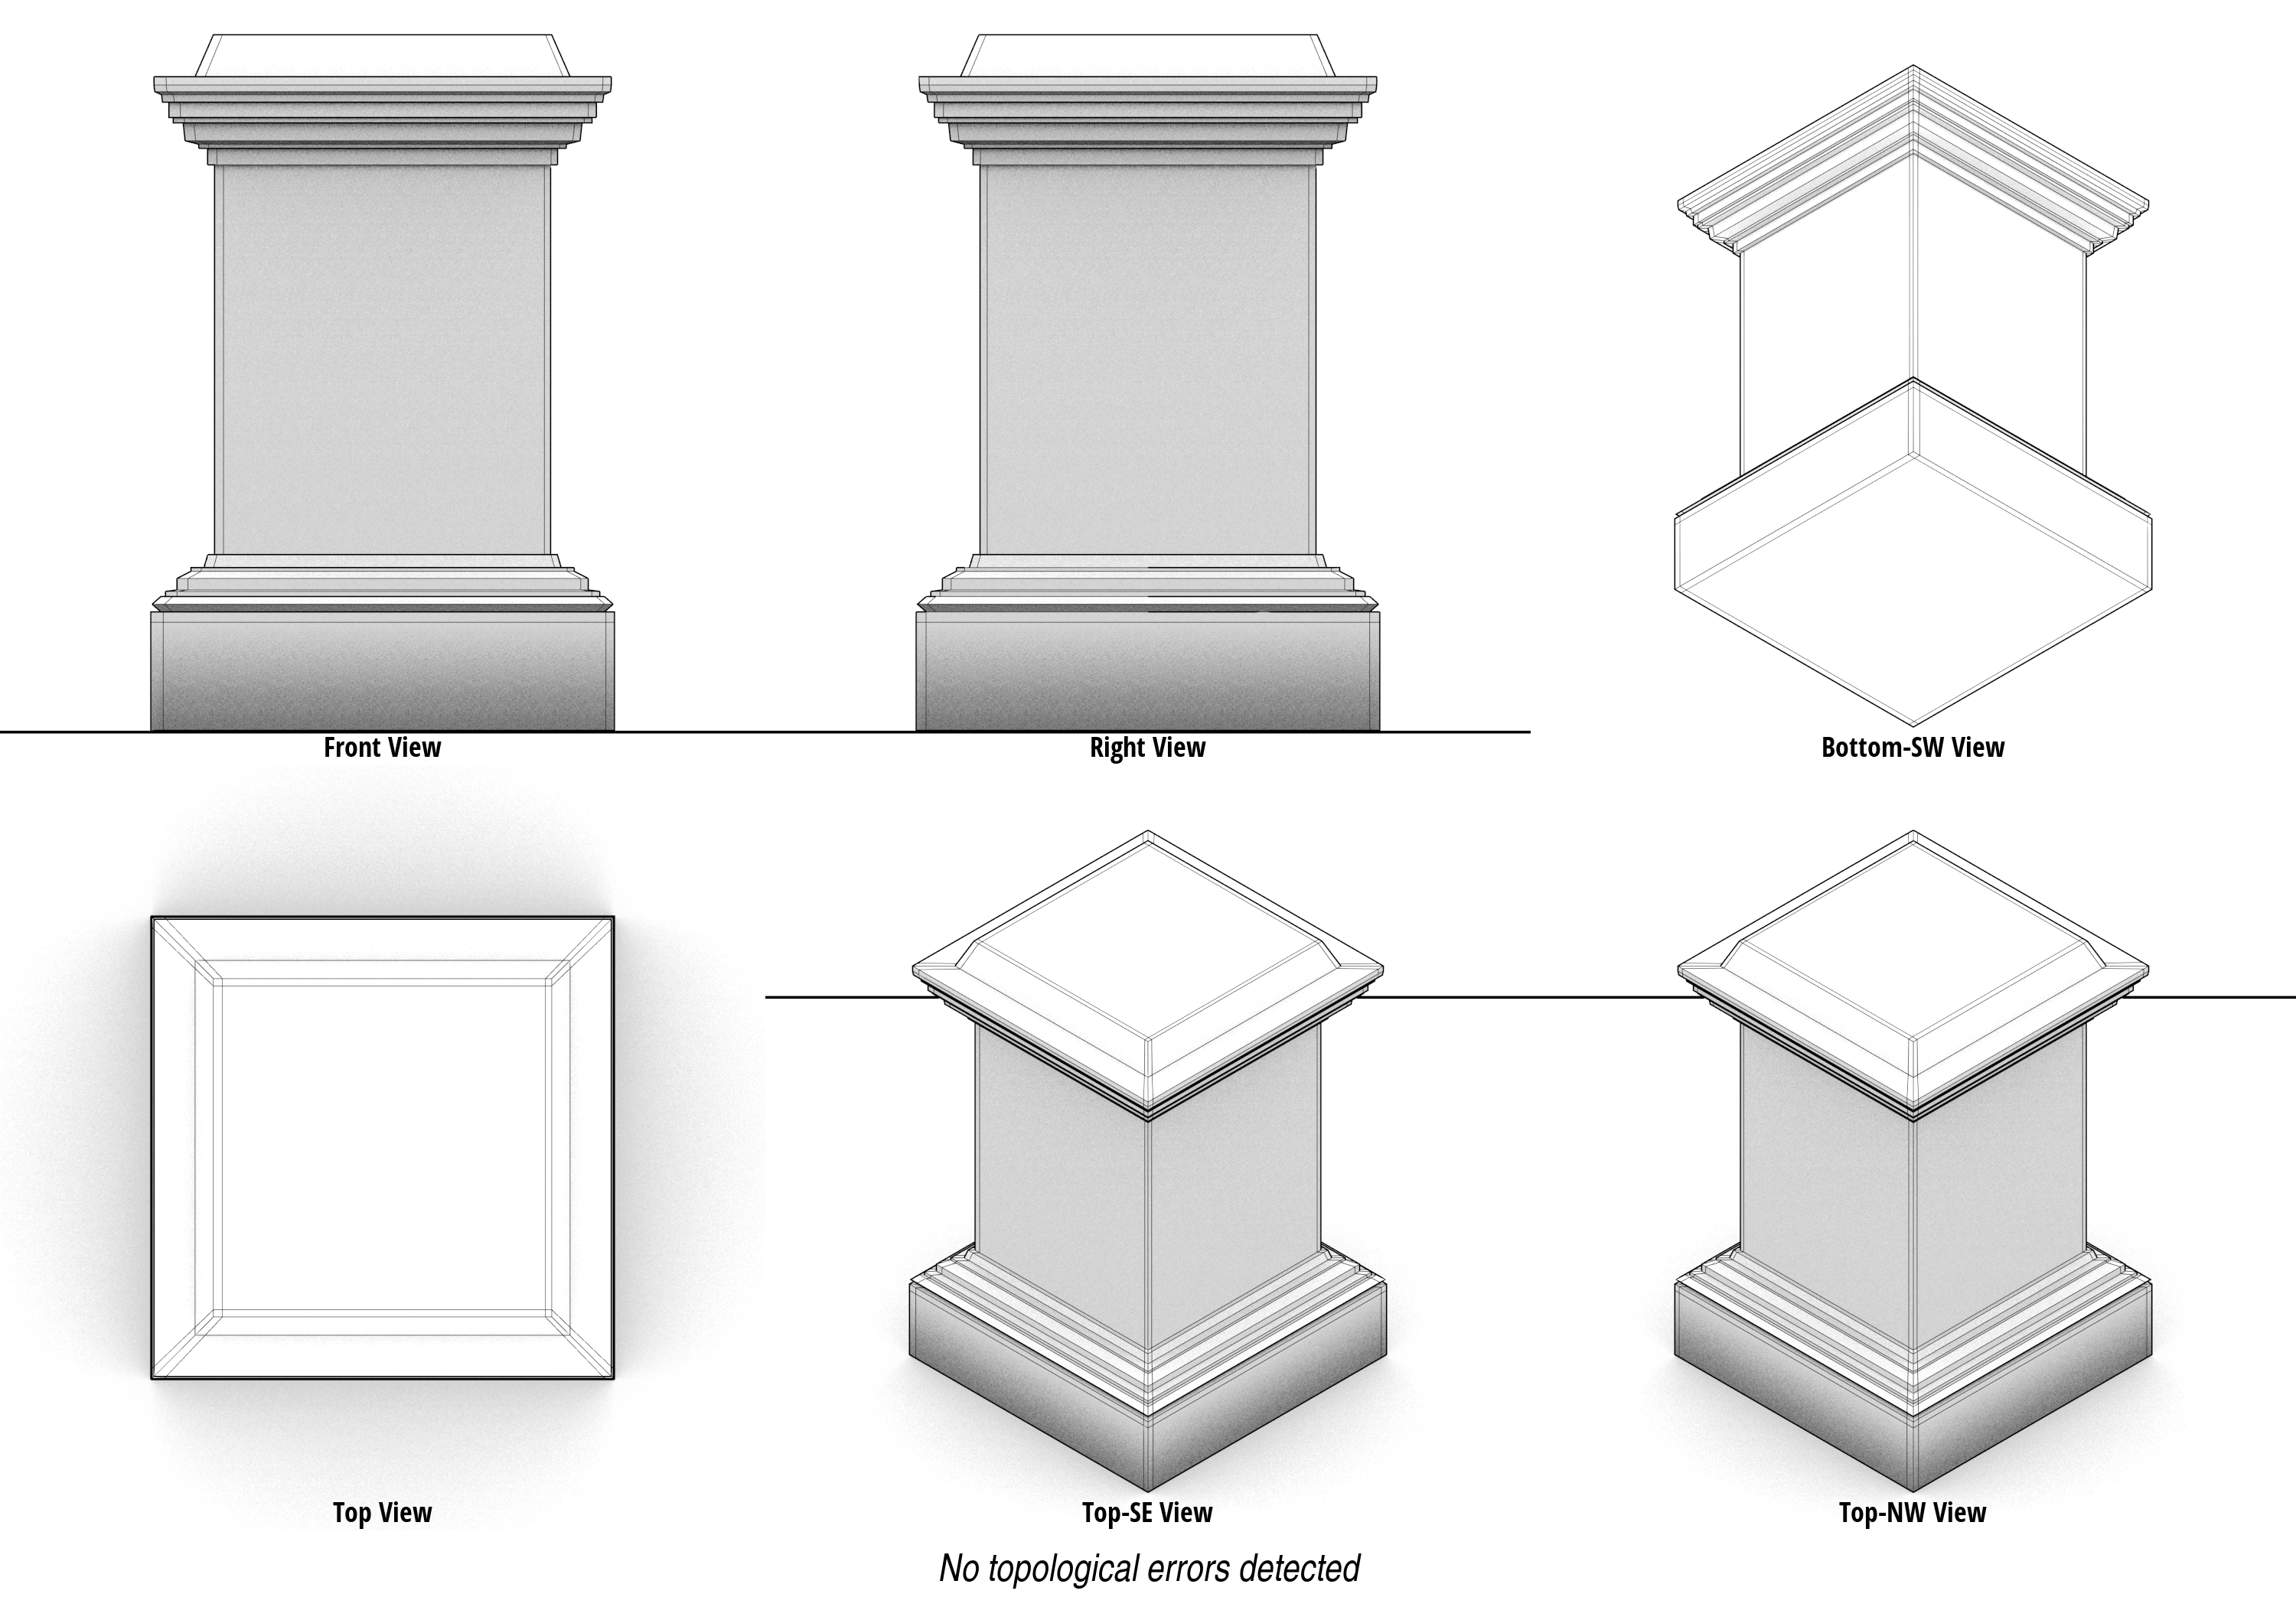 Front View
Right View
Bottom-SW View
Top View
Top-SE View
Top-NW View
No topological errors detected